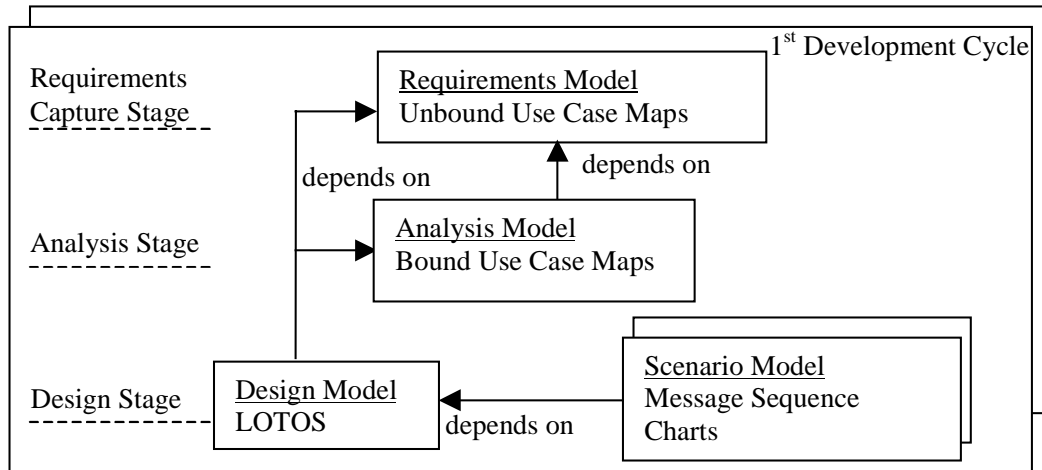 1st Development Cycle
Requirements
Capture Stage
Requirements Model
Unbound Use Case Maps
depends on
depends on
Analysis Stage
Analysis Model
Bound Use Case Maps
Design Stage
Design Model
LOTOS
depends on
Scenario Model
Message Sequence
Charts